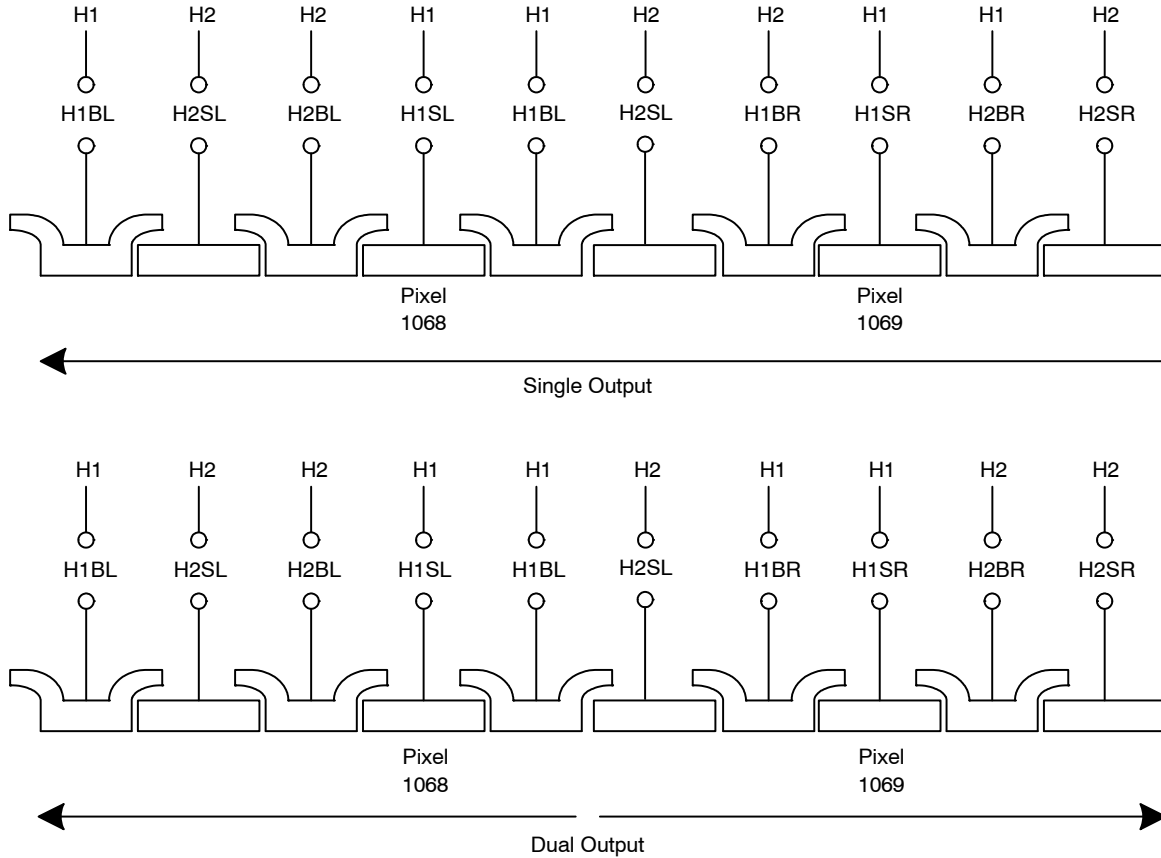 H1 H2 H2 H1 H1 H2 H2 H1 H1 H2
H1BL H2SL H2BL H1SL H1BL H2SL H1BR H1SR H2BR H2SR
Pixel 1068
Pixel 1069
Single Output
H1 H2 H2 H1 H1 H2 H1 H1 H2 H2
H1BL H2SL H2BL H1SL H1BL H2SL H1BR H1SR H2BR H2SR
Pixel 1068
Pixel 1069
Dual Output